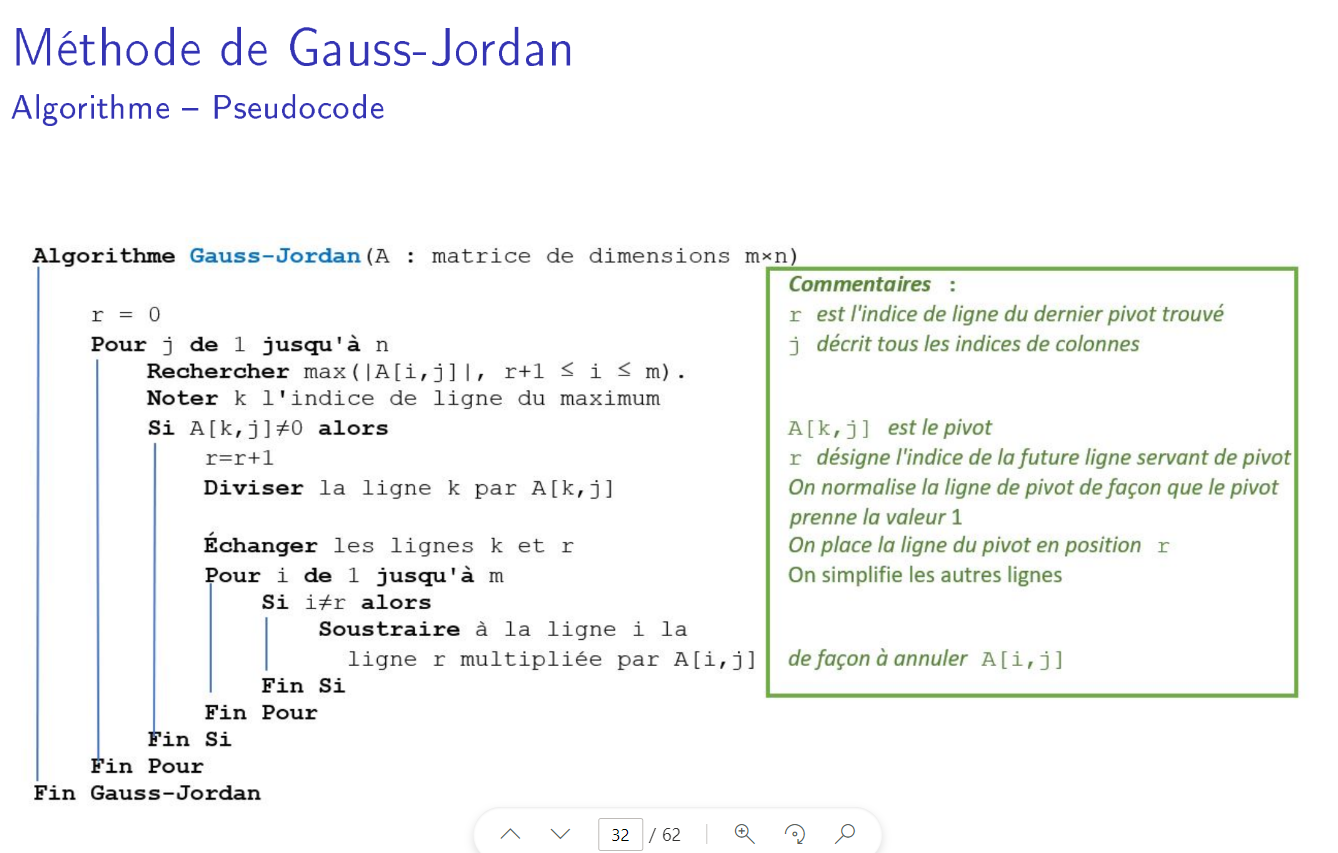 Méthode de Gauss-Jordan
Algorithme – Pseudocode
Algorithme Gauss-Jordan(A : matrice de dimensions m×n)
r = 0
Pour j de 1 jusqu'à n
Rechercher max(|A[i,j]|, r+1 ≤ i ≤ m).
Noter k l'indice de ligne du maximum
Si A[k,j]≠0 alors
r=r+1
Diviser la ligne k par A[k,j]
Échanger les lignes k et r
Pour i de 1 jusqu'à m
Si i≠r alors
Soustraire à la ligne i la
ligne r multipliée par A[i,j]
Fin Si
Fin Pour
Fin Si
Fin Pour
Fin Gauss-Jordan
Commentaires :
r est l'indice de ligne du dernier pivot trouvé
j décrit tous les indices de colonnes
A[k,j] est le pivot
r désigne l'indice de la future ligne servant de pivot
On normalise la ligne de pivot de façon que le pivot
prenne la valeur 1
On place la ligne du pivot en position r
On simplifie les autres lignes
de façon à annuler A[i,j]
32 / 62